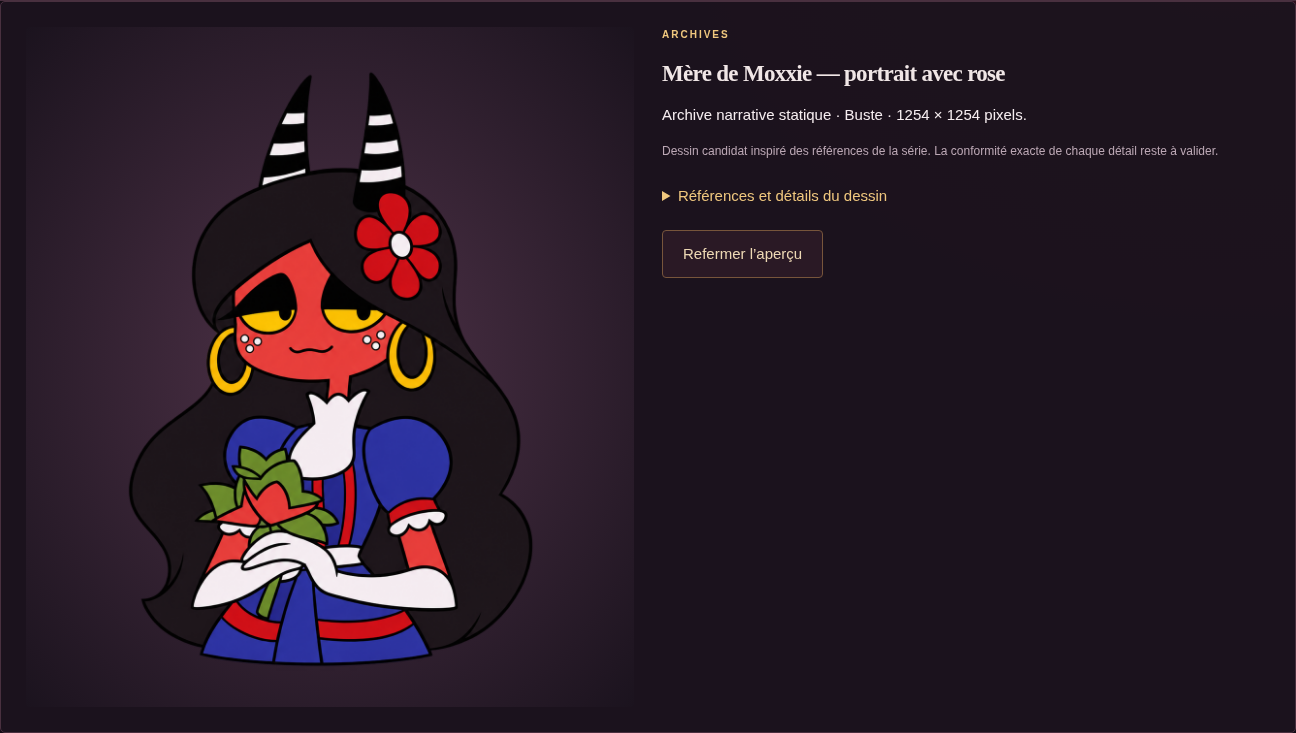 ARCHIVES
Mère de Moxxie — portrait avec rose
Archive narrative statique · Buste · 1254 × 1254 pixels.
Dessin candidat inspiré des références de la série. La conformité exacte de chaque détail reste à valider.
Références et détails du dessin
Refermer l’aperçu